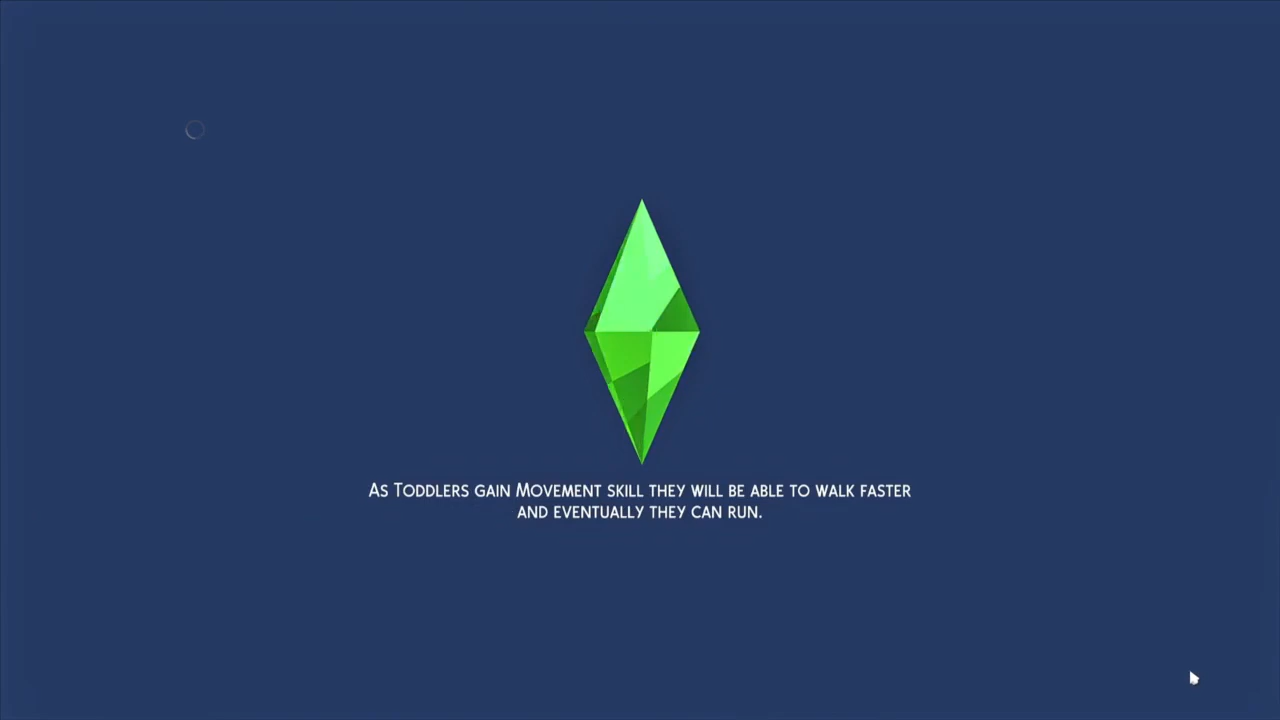 As Toddlers gain Movement skill they will be able to walk faster
and eventually they can run.